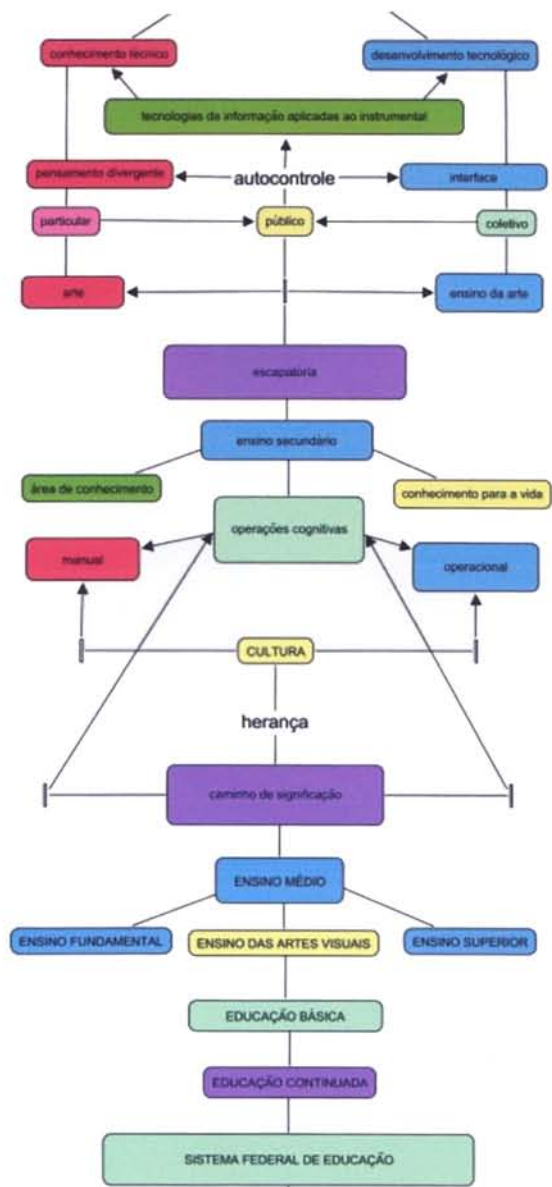 conhecimento técnico
desenvolvimento tecnológico
tecnologias da informação aplicadas ao instrumental
pensamento divergente
autocontrole
interface
particular
público
coletivo
arte
ensino da arte
escapatória
ensino secundário
área de conhecimento
conhecimento para a vida
operações cognitivas
manual
operacional
CULTURA
herança
caminho de significação
ENSINO MÉDIO
ENSINO FUNDAMENTAL
ENSINO DAS ARTES VISUAIS
ENSINO SUPERIOR
EDUCAÇÃO BÁSICA
EDUCAÇÃO CONTINUADA
SISTEMA FEDERAL DE EDUCAÇÃO